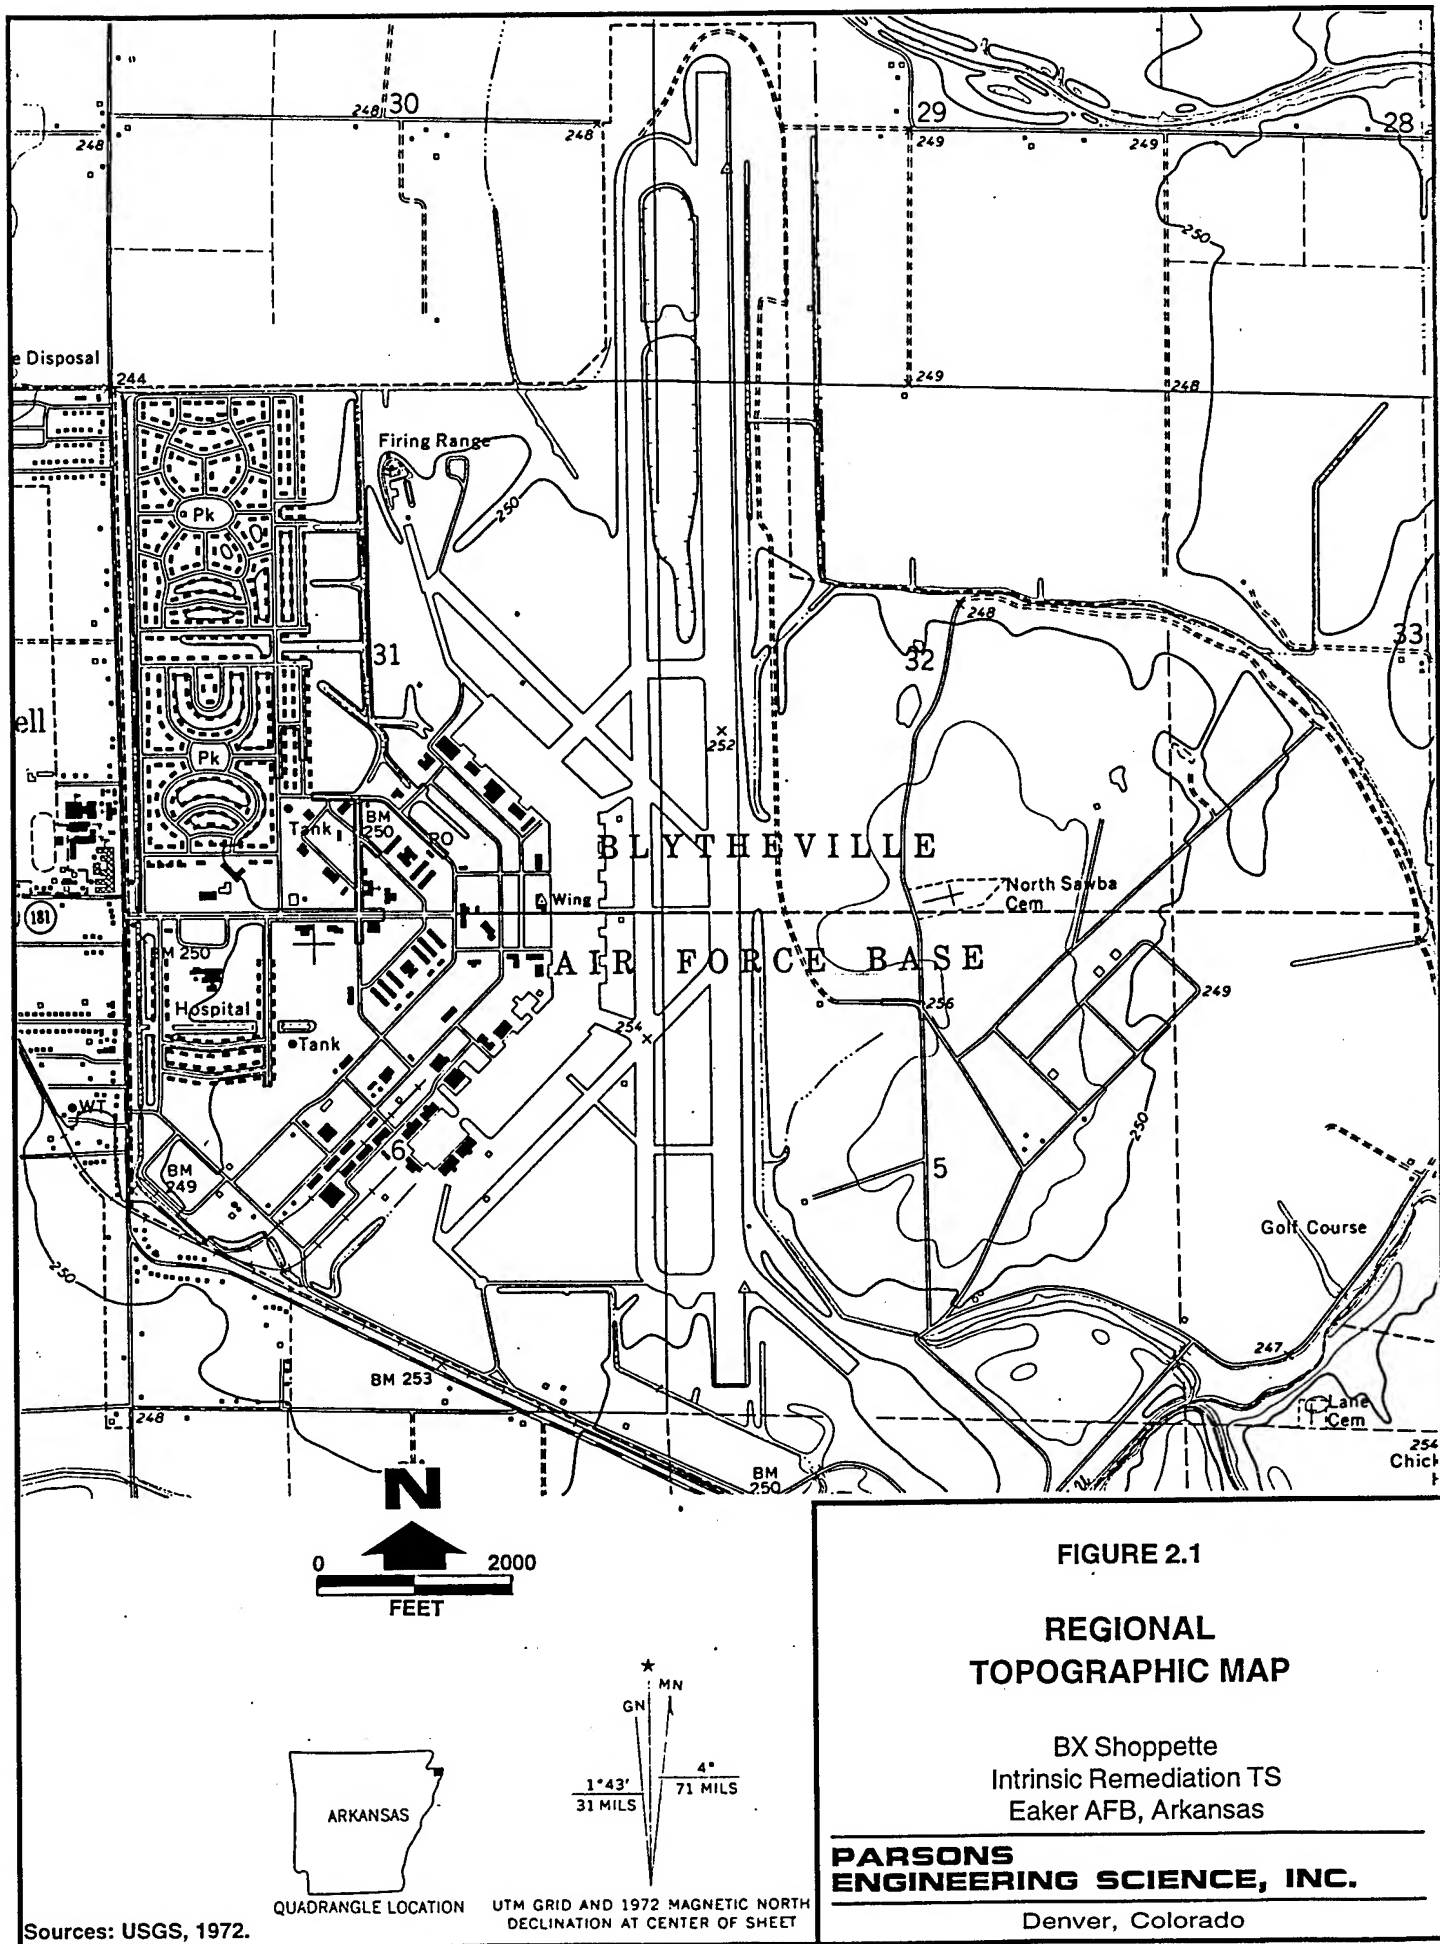 30
29
28
248
248
248
249
249
250
e Disposal
244
249
248
Firing Range
250
Pk
248
31
32
33
ell
252
Pk
Tank
BM
250
PO
BLYTHEVILLE
North Sawba
Cem
Wing
181
M 250
AIR FORCE BASE
Hospital
256
249
254
Tank
WT
250
6
5
BM
249
Golf Course
250
247
BM 253
248
Lane
Cem
254
Chick
BM
250
N
0 2000
FEET
FIGURE 2.1
REGIONAL
TOPOGRAPHIC MAP
BX Shoppette
Intrinsic Remediation TS
Eaker AFB, Arkansas
PARSONS
ENGINEERING SCIENCE, INC.
Denver, Colorado
MN
GN
1°43'
31 MILS
4°
71 MILS
ARKANSAS
QUADRANGLE LOCATION
UTM GRID AND 1972 MAGNETIC NORTH
DECLINATION AT CENTER OF SHEET
Sources: USGS, 1972.